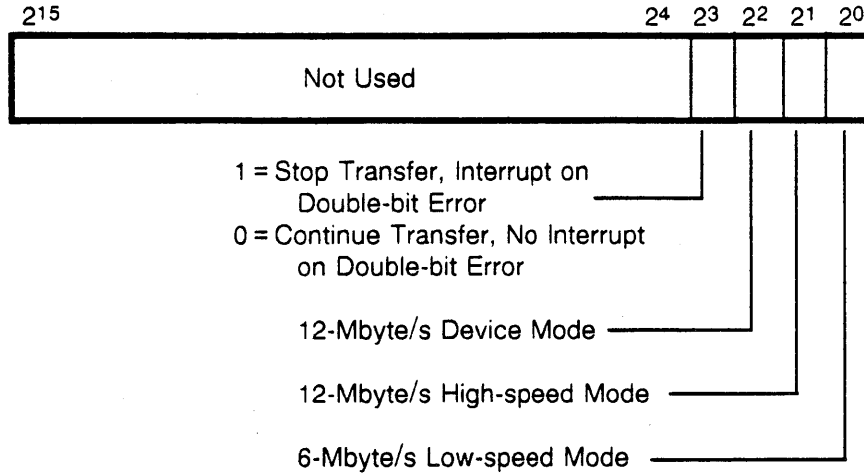 2¹⁵ 2⁴ 2³ 2² 2¹ 2⁰
Not Used
1 = Stop Transfer, Interrupt on
Double-bit Error
0 = Continue Transfer, No Interrupt
on Double-bit Error
12-Mbyte/s Device Mode
12-Mbyte/s High-speed Mode
6-Mbyte/s Low-speed Mode